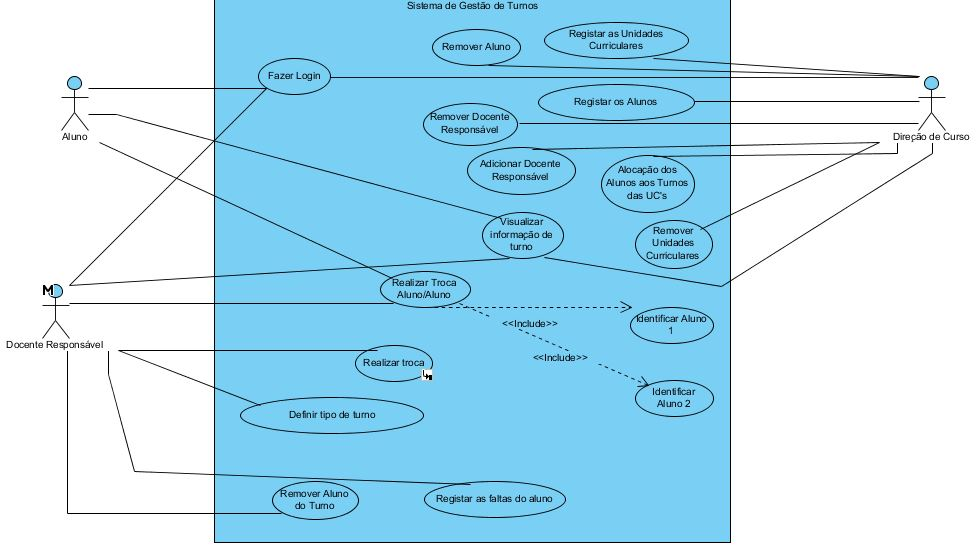 Sistema de Gestão de Turnos
Remover Aluno
Registar as Unidades
Curriculares
Fazer Login
Registar os Alunos
Aluno
Remover Docente
Responsável
Direção de Curso
Adicionar Docente
Responsável
Alocação dos
Alunos aos Turnos
das UC's
Visualizar
informação de
turno
Remover
Unidades
Curriculares
Realizar Troca
Aluno/Aluno
M
Docente Responsável
<<Include>>
Identificar Aluno
1
<<Include>>
Realizar troca
Identificar
Aluno 2
Definir tipo de turno
Remover Aluno
do Turno
Registar as faltas do aluno